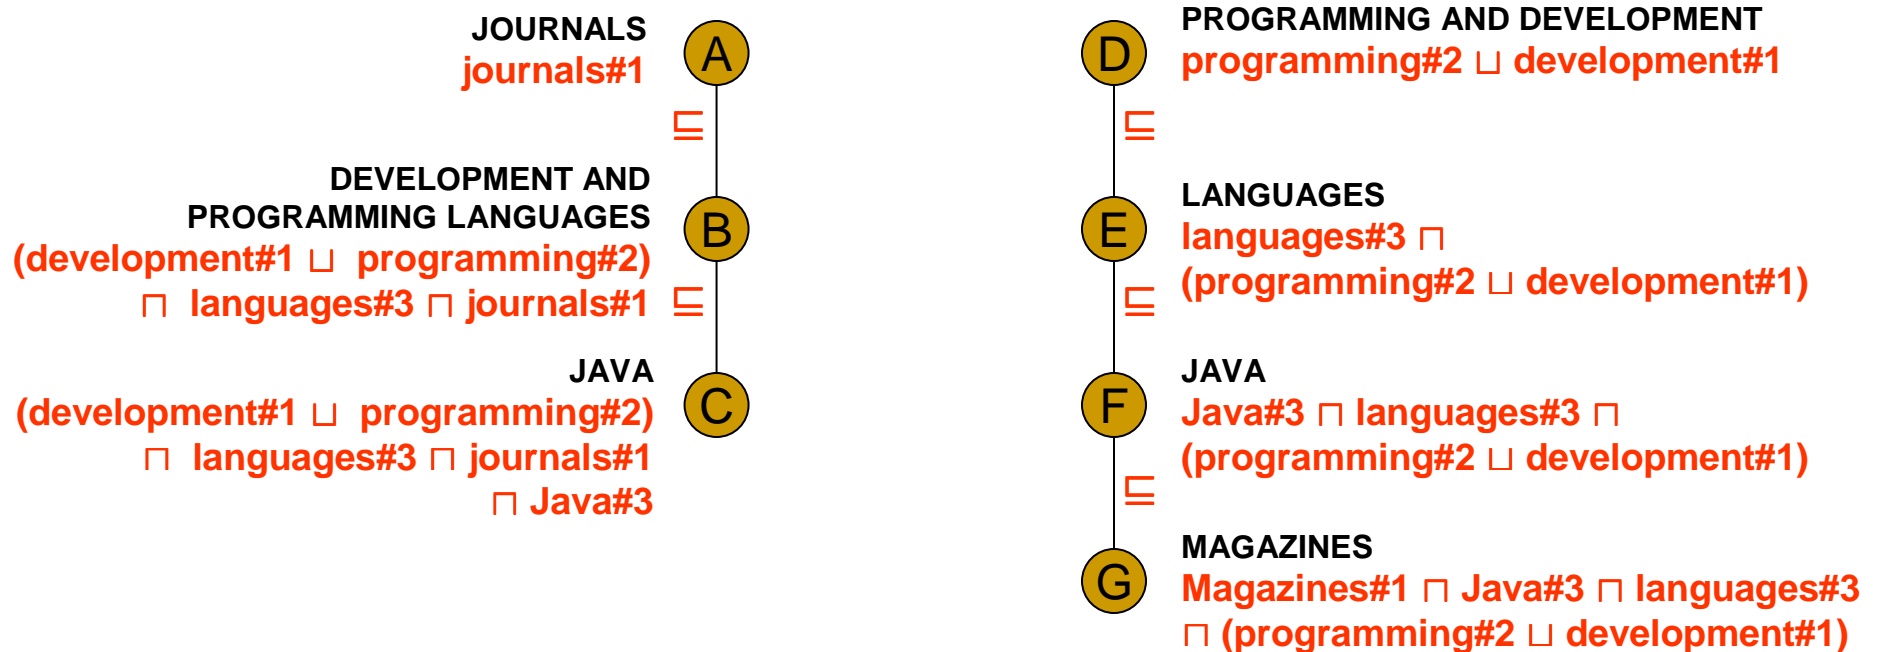 JOURNALS
journals#1
A
⊑
DEVELOPMENT AND
PROGRAMMING LANGUAGES
(development#1 ⊔ programming#2)
⊓ languages#3 ⊓ journals#1
B
⊑
JAVA
(development#1 ⊔ programming#2)
⊓ languages#3 ⊓ journals#1
⊓ Java#3
C
PROGRAMMING AND DEVELOPMENT
programming#2 ⊔ development#1
D
⊑
LANGUAGES
languages#3 ⊓
(programming#2 ⊔ development#1)
E
⊑
JAVA
Java#3 ⊓ languages#3 ⊓
(programming#2 ⊔ development#1)
F
⊑
MAGAZINES
Magazines#1 ⊓ Java#3 ⊓ languages#3
⊓ (programming#2 ⊔ development#1)
G